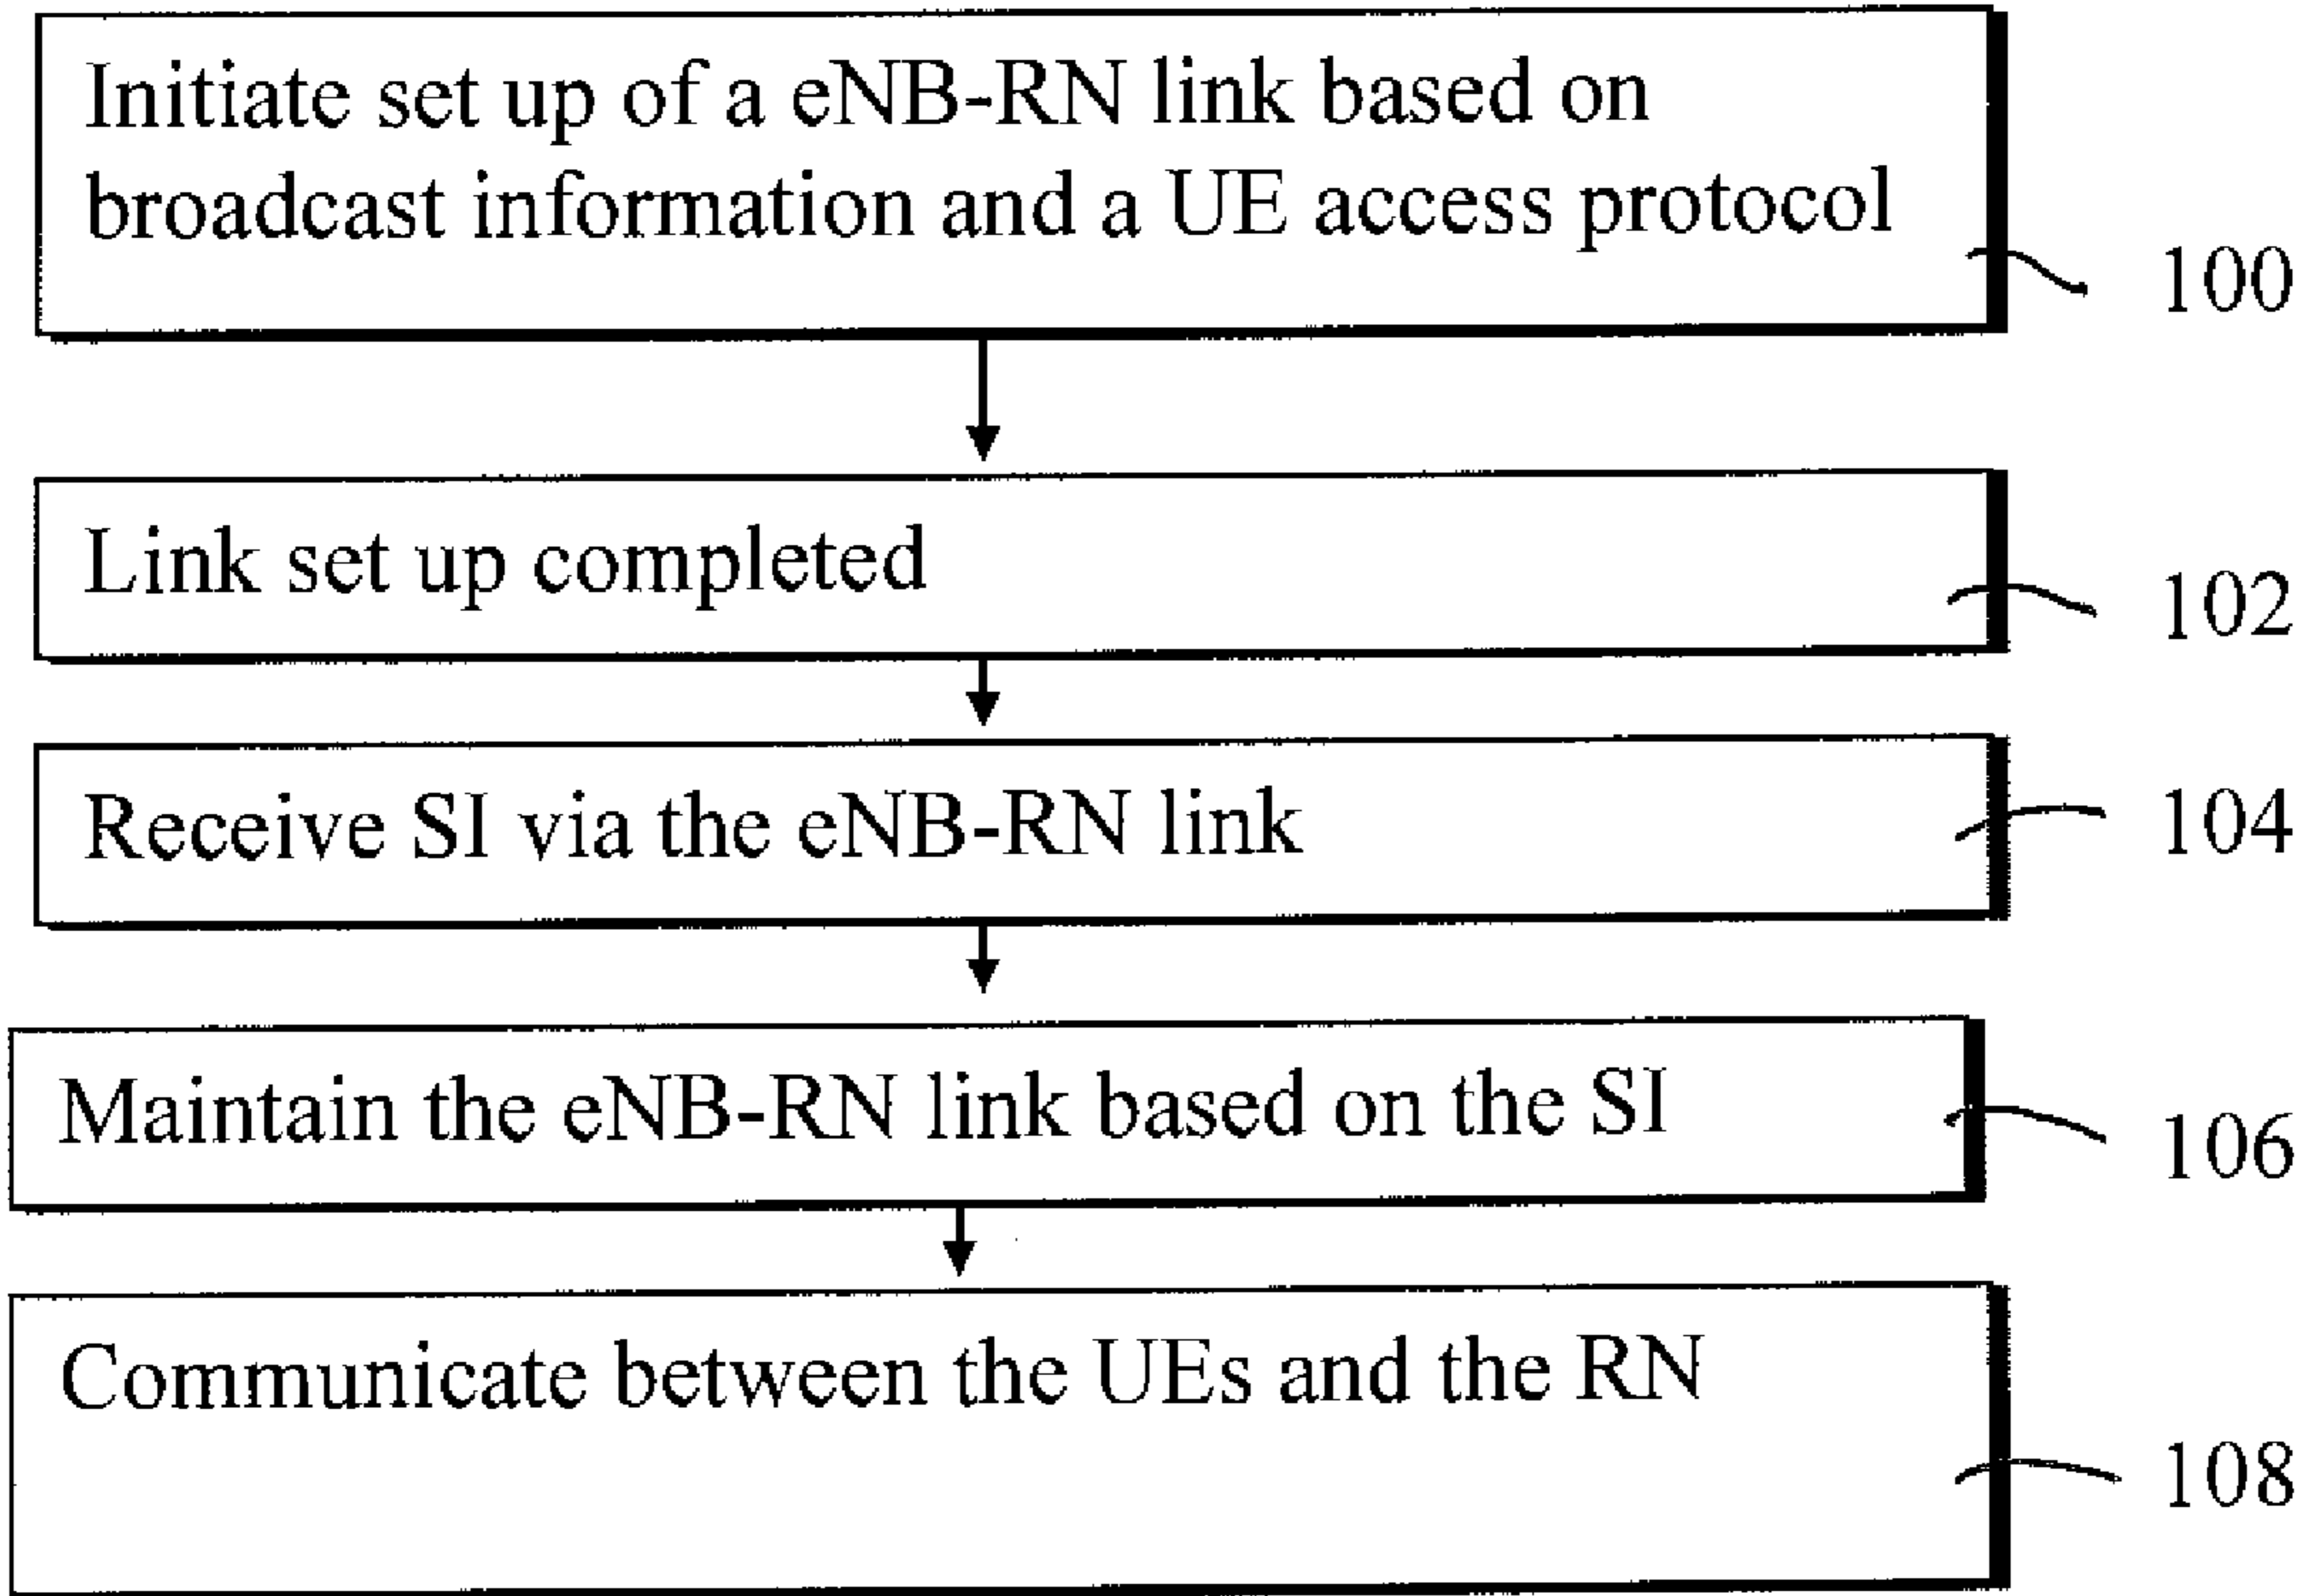 Initiate set up of a eNB-RN link based on
broadcast information and a UE access protocol
100
Link set up completed
102
Receive SI via the eNB-RN link
104
Maintain the eNB-RN link based on the SI
106
Communicate between the UEs and the RN
108